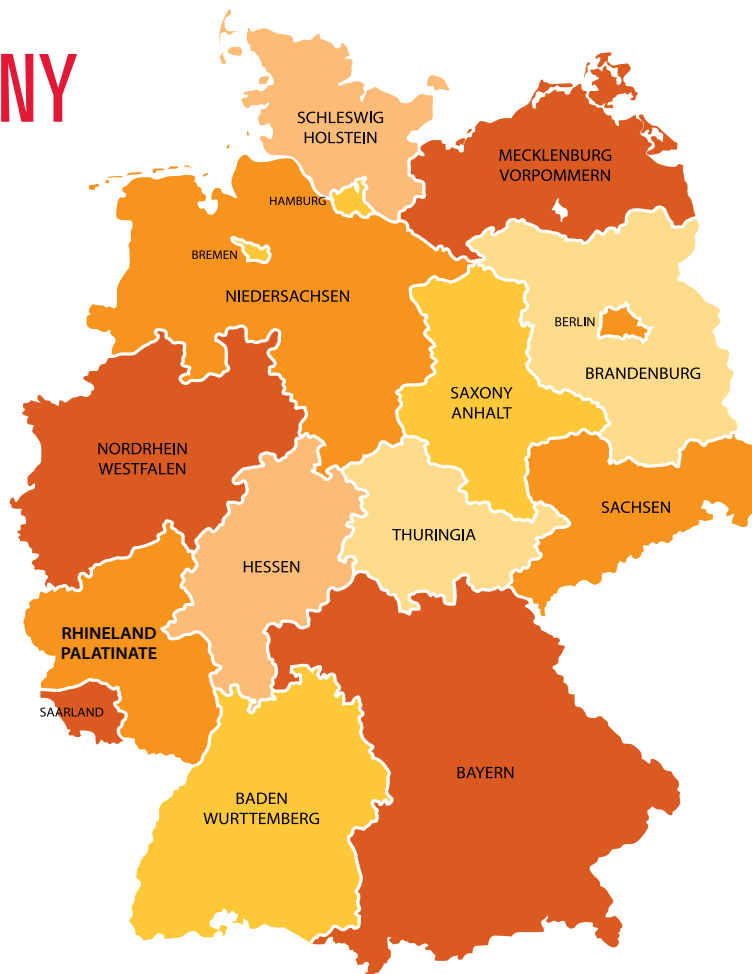 NY
SCHLESWIG
HOLSTEIN
MECKLENBURG
VORPOMMERN
HAMBURG
BREMEN
NIEDERSACHSEN
BERLIN
BRANDENBURG
SAXONY
ANHALT
NORDRHEIN
WESTFALEN
SACHSEN
THURINGIA
HESSEN
RHINELAND
PALATINATE
SAARLAND
BAYERN
BADEN
WURTTEMBERG